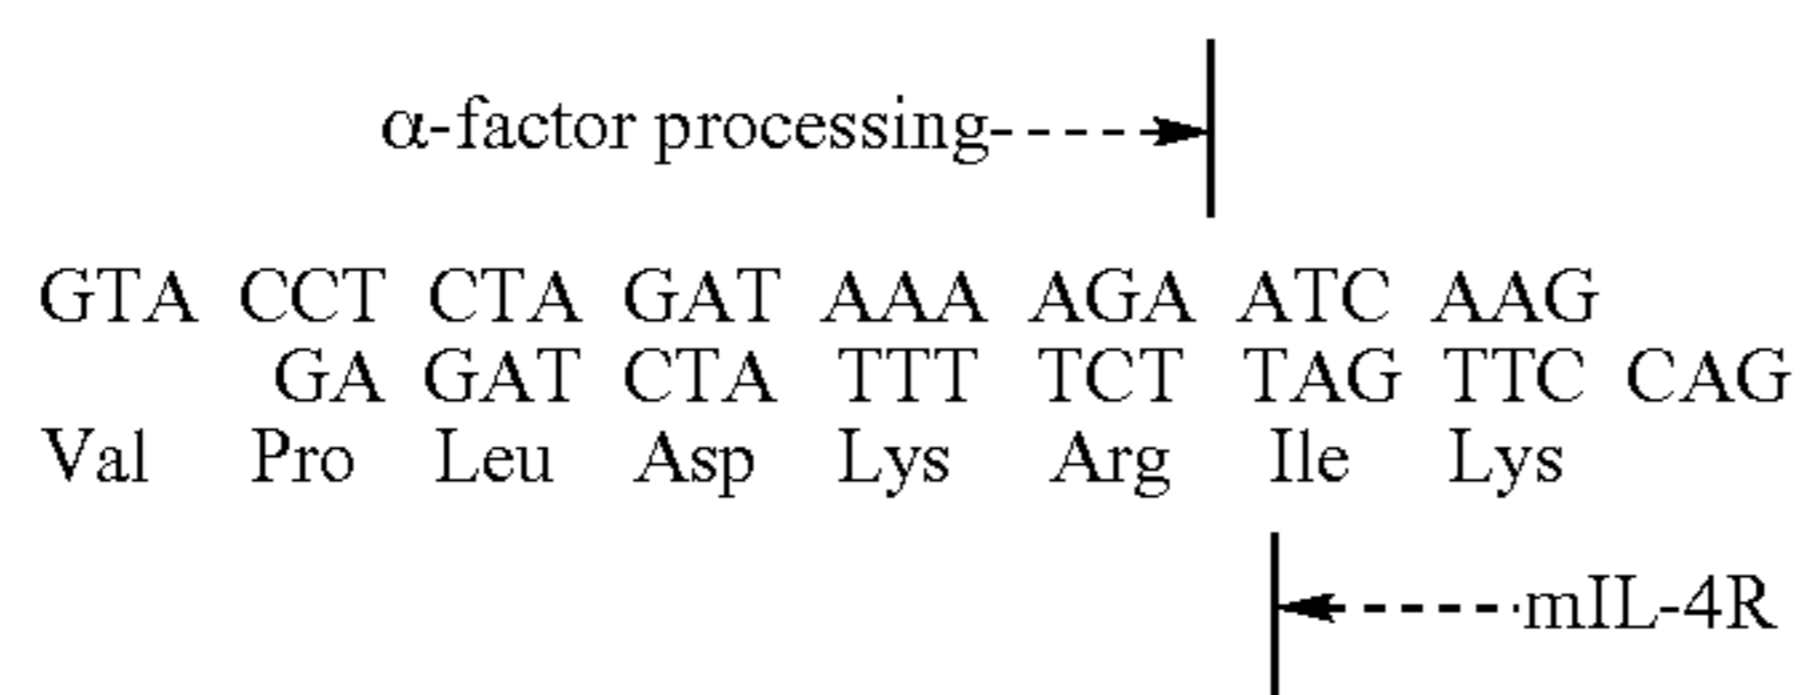 α-factor processing
GTA CCT CTA GAT AAA AGA ATC AAG
GA GAT CTA TTT TCT TAG TTC CAG
Val Pro Leu Asp Lys Arg Ile Lys
mIL-4R